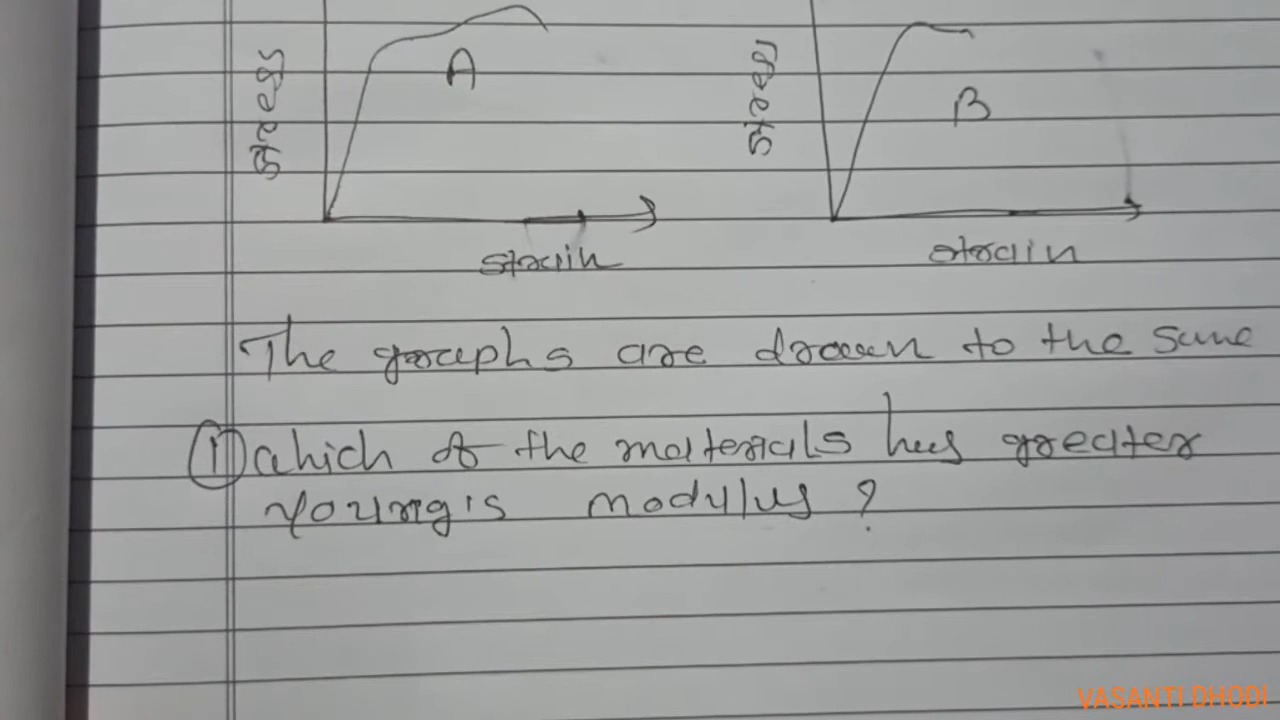 stress
A
stress
B
strain
strain
The graphs are drawn to the same
1) which of the materials has greater
Young's modulus ?
VASANTI DHODI